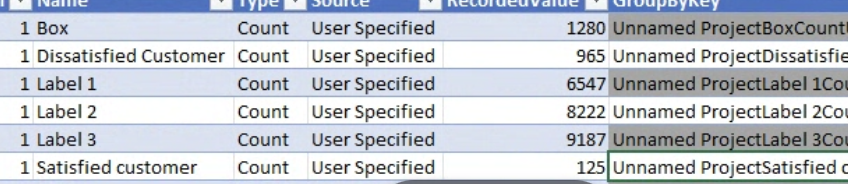 Name Type Source RecordedValue GroupByKey
1 Box Count User Specified 1280 Unnamed ProjectBoxCountU
1 Dissatisfied Customer Count User Specified 965 Unnamed ProjectDissatisfie
1 Label 1 Count User Specified 6547 Unnamed ProjectLabel 1Cou
1 Label 2 Count User Specified 8222 Unnamed ProjectLabel 2Cou
1 Label 3 Count User Specified 9187 Unnamed ProjectLabel 3Cou
1 Satisfied customer Count User Specified 125 Unnamed ProjectSatisfied c